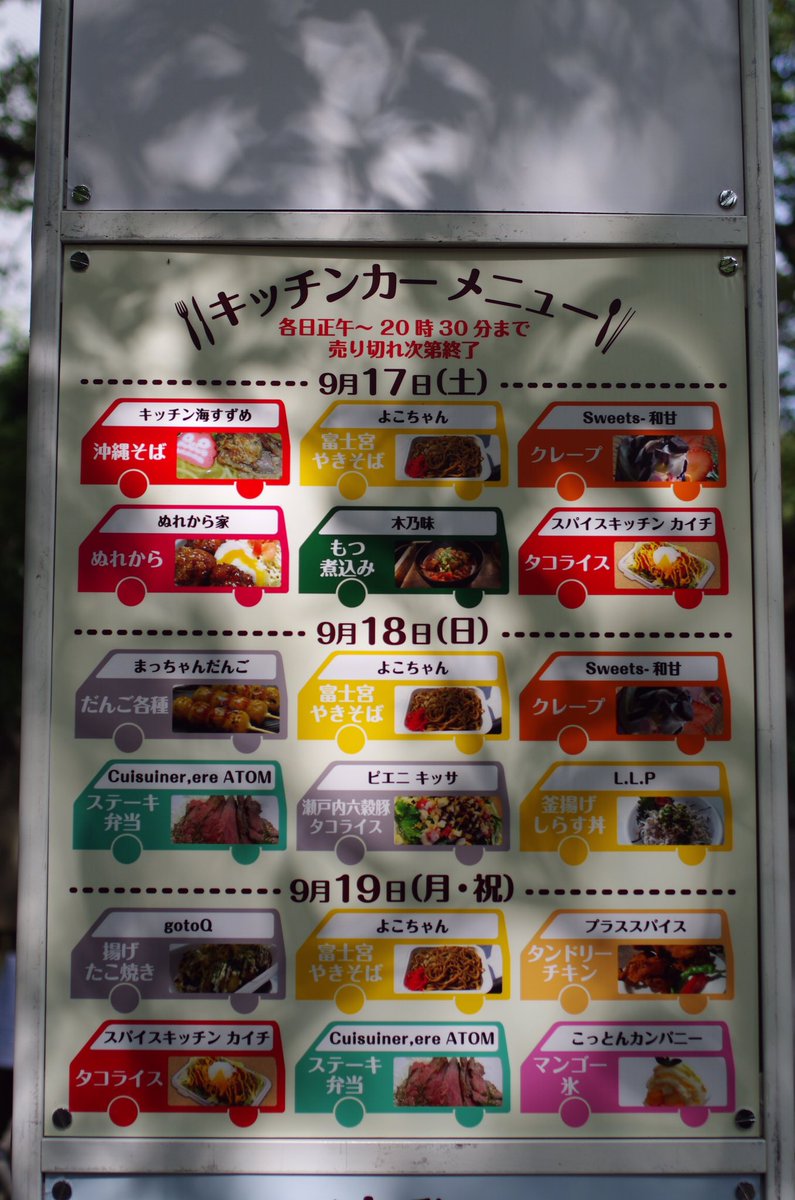 キッチンカー メニュー
各日正午〜 20時30分まで
売り切れ次第終了
9月17日(土)
キッチン海すずめ
沖縄そば
よこちゃん
富士宮
やきそば
Sweets-和甘
クレープ
ぬれから家
ぬれから
木乃味
もつ
煮込み
スパイスキッチン カイチ
タコライス
9月18日(日)
まっちゃんだんご
だんご各種
よこちゃん
富士宮
やきそば
Sweets-和甘
クレープ
Cuisuiner,ere ATOM
ステーキ
弁当
ピエニ キッサ
瀬戸内六穀豚
タコライス
L.L.P
釜揚げ
しらす丼
9月19日(月・祝)
gotoQ
揚げ
たこ焼き
よこちゃん
富士宮
やきそば
プラススパイス
タンドリー
チキン
スパイスキッチン カイチ
タコライス
Cuisuiner,ere ATOM
ステーキ
弁当
こっとんカンパニー
マンゴー
氷